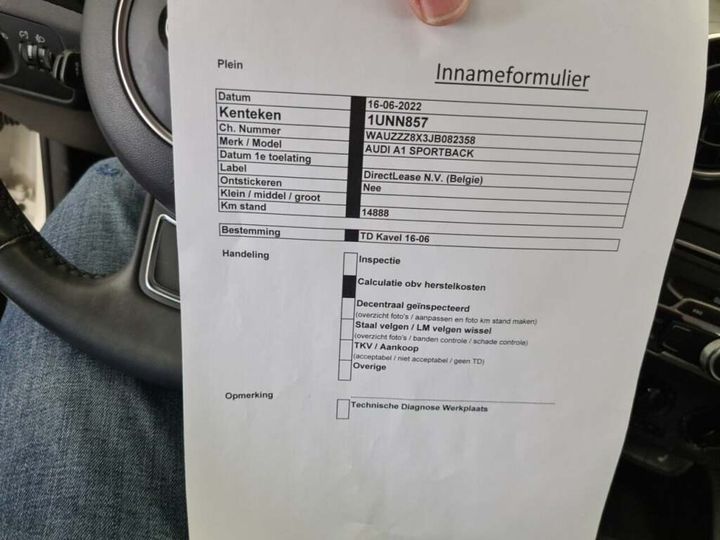 Plein
Innameformulier
Datum 16-06-2022
Kenteken 1UNN857
Ch. Nummer WAUZZZ8X3JB082358
Merk / Model AUDI A1 SPORTBACK
Datum 1e toelating
Label DirectLease N.V. (Belgie)
Ontstickeren Nee
Klein / middel / groot
Km stand 14888
Bestemming TD Kavel 16-06
Handeling Inspectie
Calculatie obv herstelkosten
Decentraal geïnspecteerd
(overzicht foto's / aanpassen en foto km stand maken)
Staal velgen / LM velgen wissel
(overzicht foto's / banden controle / schade controle)
TKV / Aankoop
(acceptabel / niet acceptabel / geen TD)
Overige
Opmerking
Technische Diagnose Werkplaats